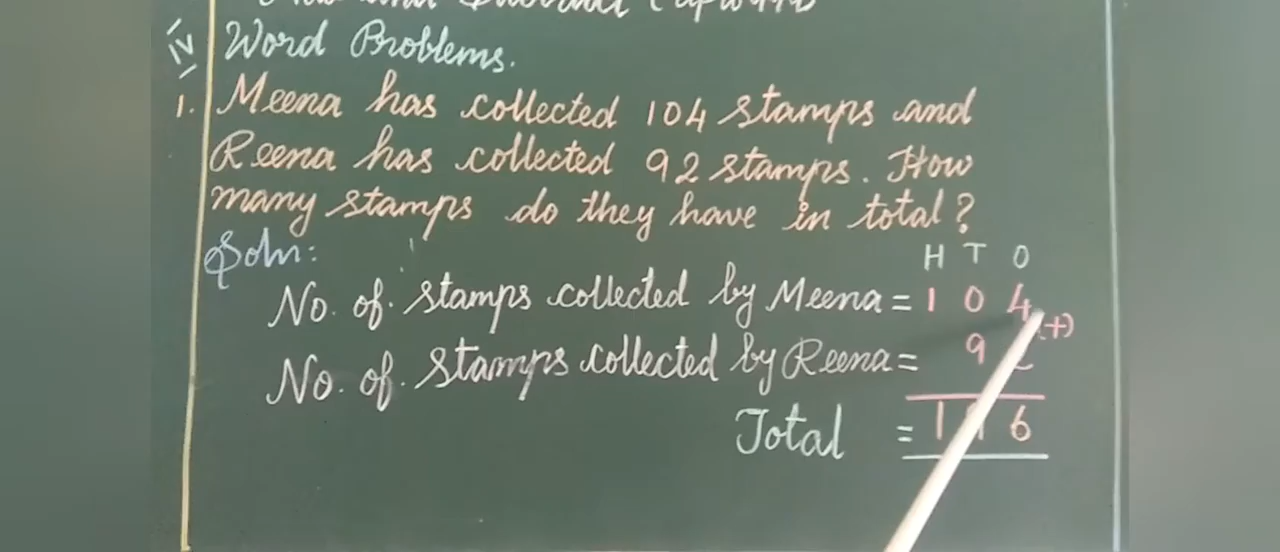 IV Word Problems.
1. Meena has collected 104 stamps and
Reena has collected 92 stamps. How
many stamps do they have in total?
Soln:
H T O
No. of. stamps collected by Meena = 1 0 4
(+)
No. of. stamps collected by Reena = 9
Total = 1 6